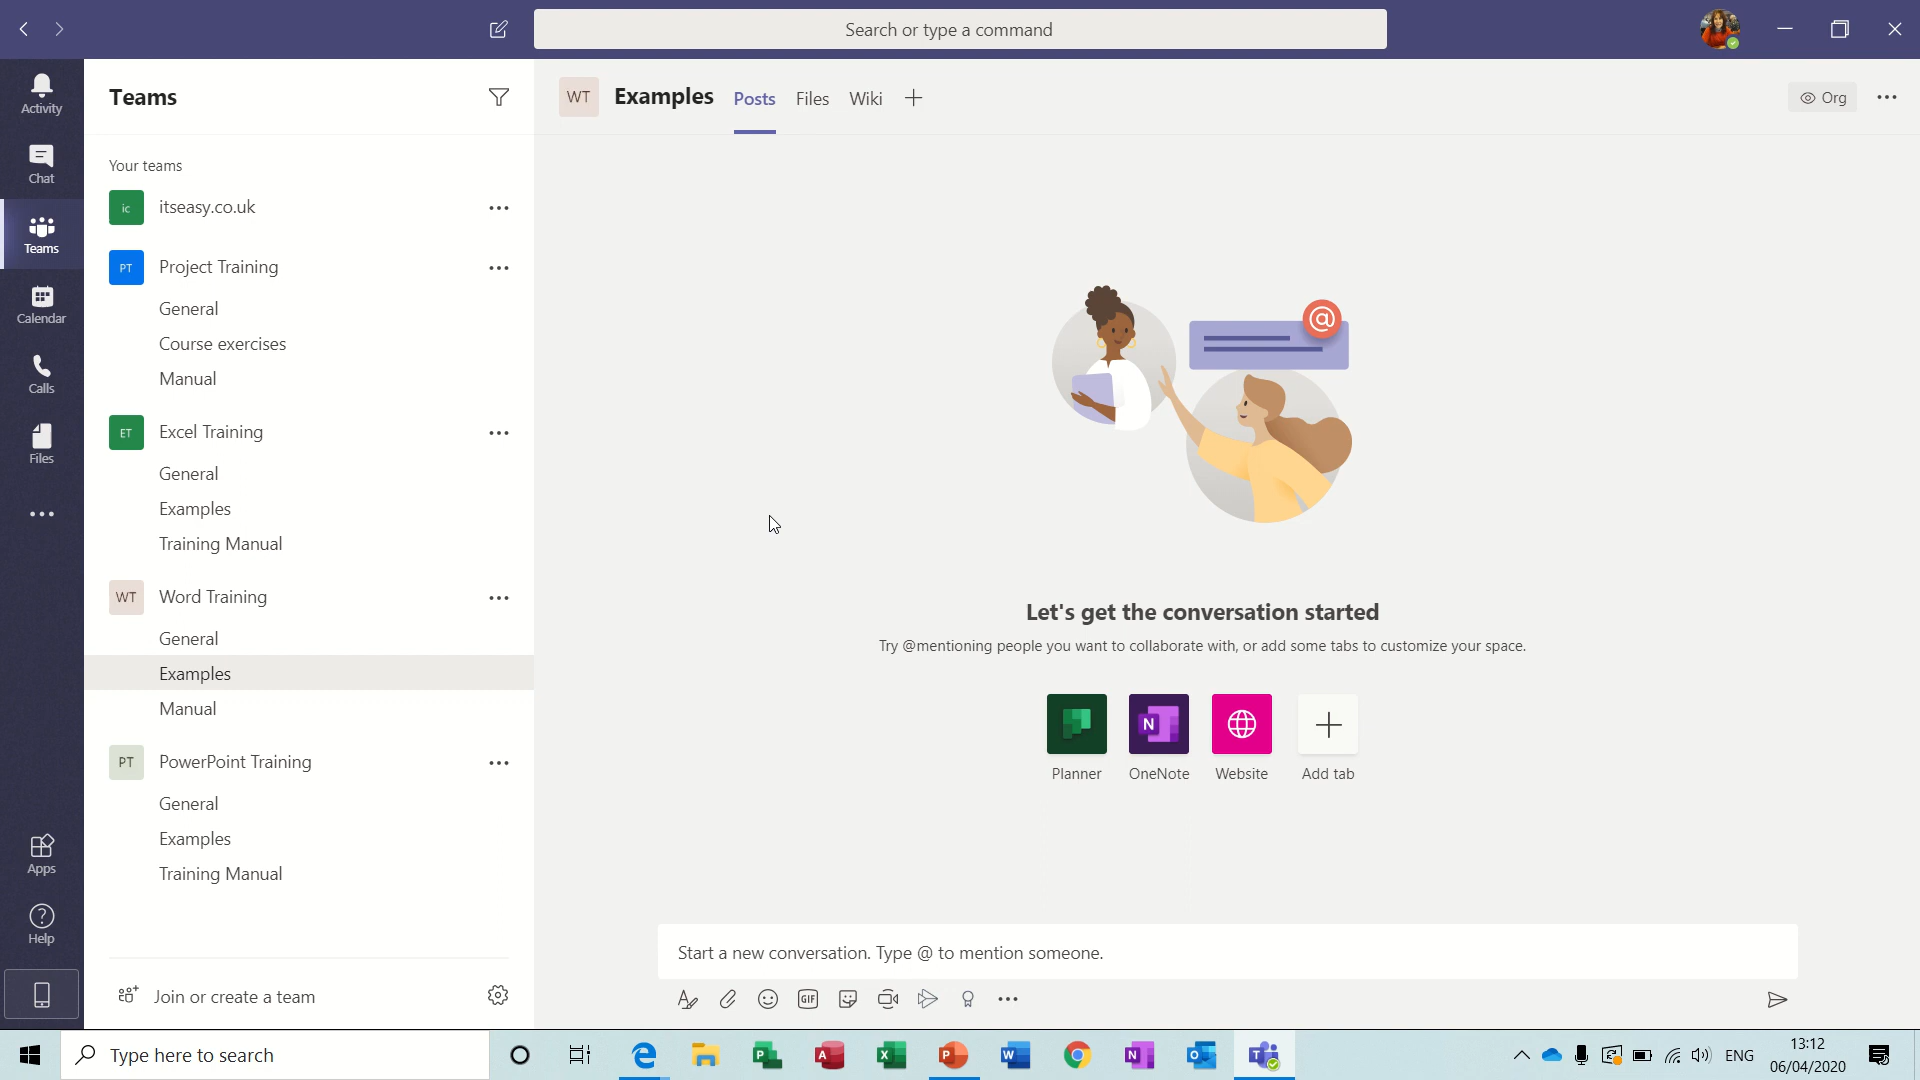 Search or type a command
Activity
Chat
Teams
Calendar
Calls
Files
Apps
Help
Teams
Your teams
ic itseasy.co.uk
PT Project Training
General
Course exercises
Manual
ET Excel Training
General
Examples
Training Manual
WT Word Training
General
Examples
Manual
PT PowerPoint Training
General
Examples
Training Manual
Join or create a team
WT Examples Posts Files Wiki
Org
@
Let's get the conversation started
Try @mentioning people you want to collaborate with, or add some tabs to customize your space.
N
Planner OneNote Website Add tab
Start a new conversation. Type @ to mention someone.
GIF
Type here to search
P A X P W N O T
ENG
13:12
06/04/2020